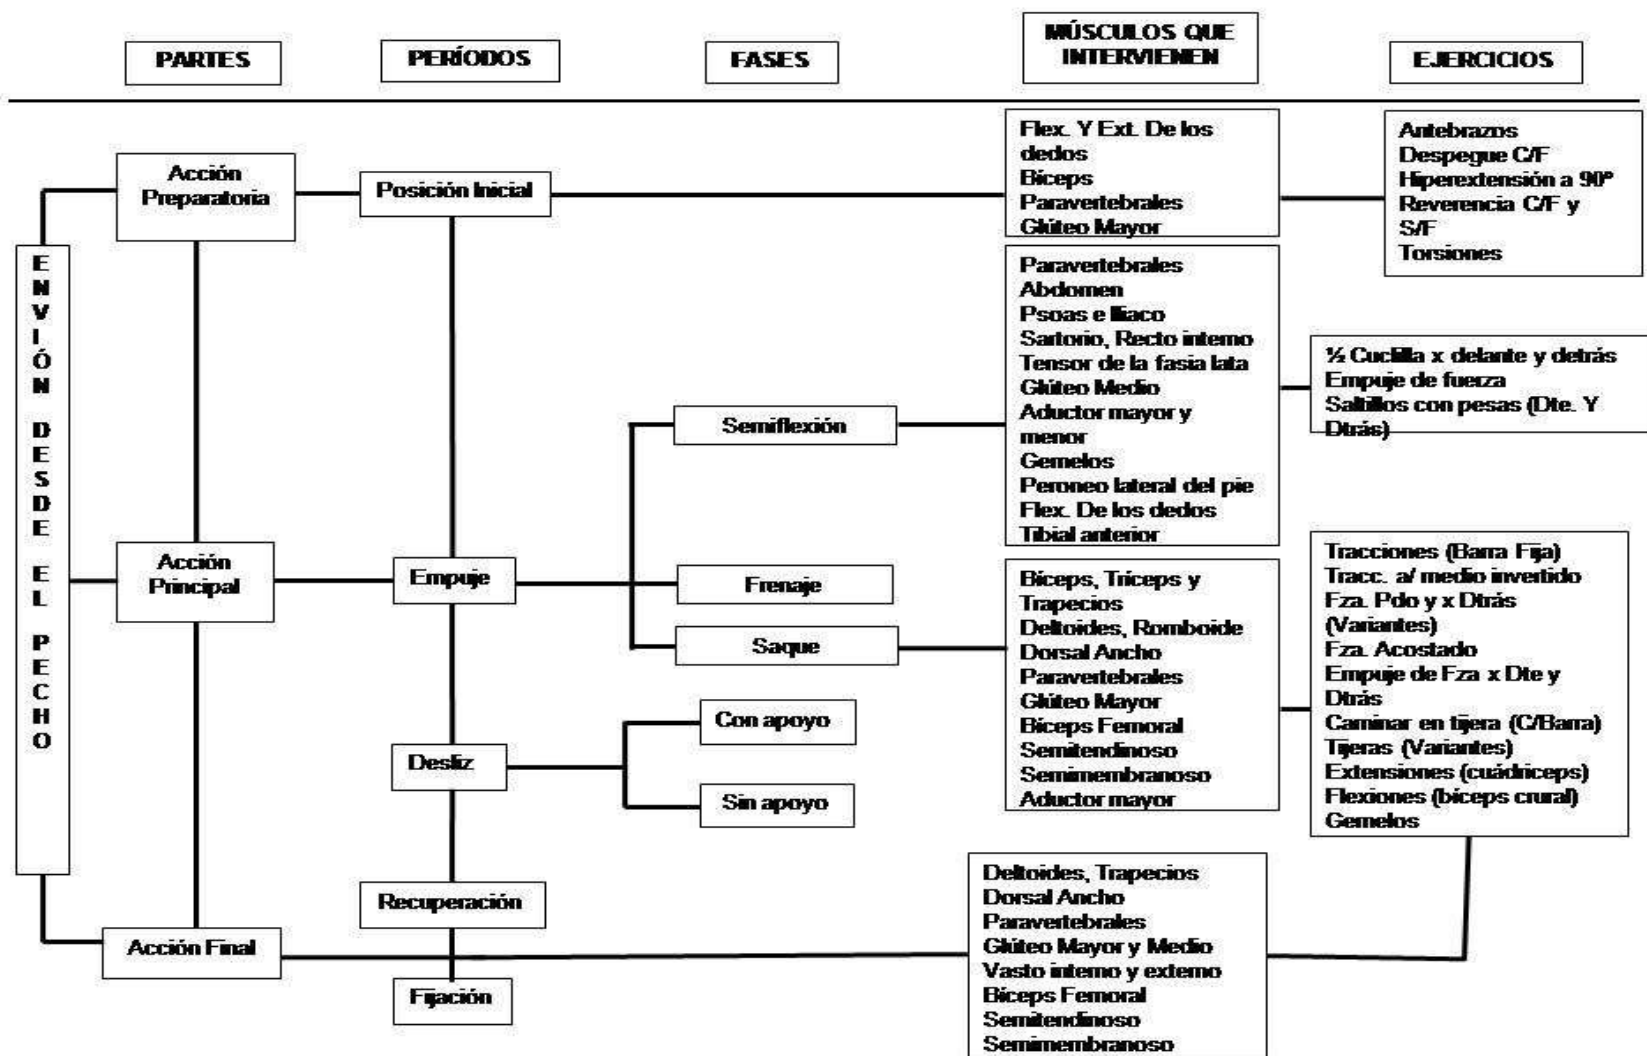 PARTES
PERÍODOS
FASES
MÚSCULOS QUE
INTERVIENEN
EJERCICIOS
ENVIÓN DESDE EL PECHO
Acción
Preparatoria
Posición Inicial
Flex. Y Ext. De los
dedos
Bíceps
Paravertebrales
Glúteo Mayor
Antebrazos
Despegue C/F
Hiperextensión a 90º
Reverencia C/F y
S/F
Torsiones
Semiflexión
Paravertebrales
Abdomen
Psoas e Iliaco
Sartorio, Recto interno
Tensor de la fasia lata
Glúteo Medio
Aductor mayor y
menor
Gemelos
Peroneo lateral del pie
Flex. De los dedos
Tibial anterior
½ Cuclilla x delante y detrás
Empuje de fuerza
Saltillos con pesas (Dte. Y
Dtrás)
Acción
Principal
Empuje
Frenaje
Saque
Bíceps, Tríceps y
Trapecios
Deltoides, Romboide
Dorsal Ancho
Paravertebrales
Glúteo Mayor
Bíceps Femoral
Semitendinoso
Semimembranoso
Aductor mayor
Tracciones (Barra Fija)
Tracc. a/ medio invertido
Fza. Pdo y x Dtrás
(Variantes)
Fza. Acostado
Empuje de Fza x Dte y
Dtrás
Caminar en tijera (C/Barra)
Tijeras (Variantes)
Extensiones (cuádriceps)
Flexiones (bíceps crural)
Gemelos
Desliz
Con apoyo
Sin apoyo
Recuperación
Acción Final
Fijación
Deltoides, Trapecios
Dorsal Ancho
Paravertebrales
Glúteo Mayor y Medio
Vasto interno y externo
Bíceps Femoral
Semitendinoso
Semimembranoso